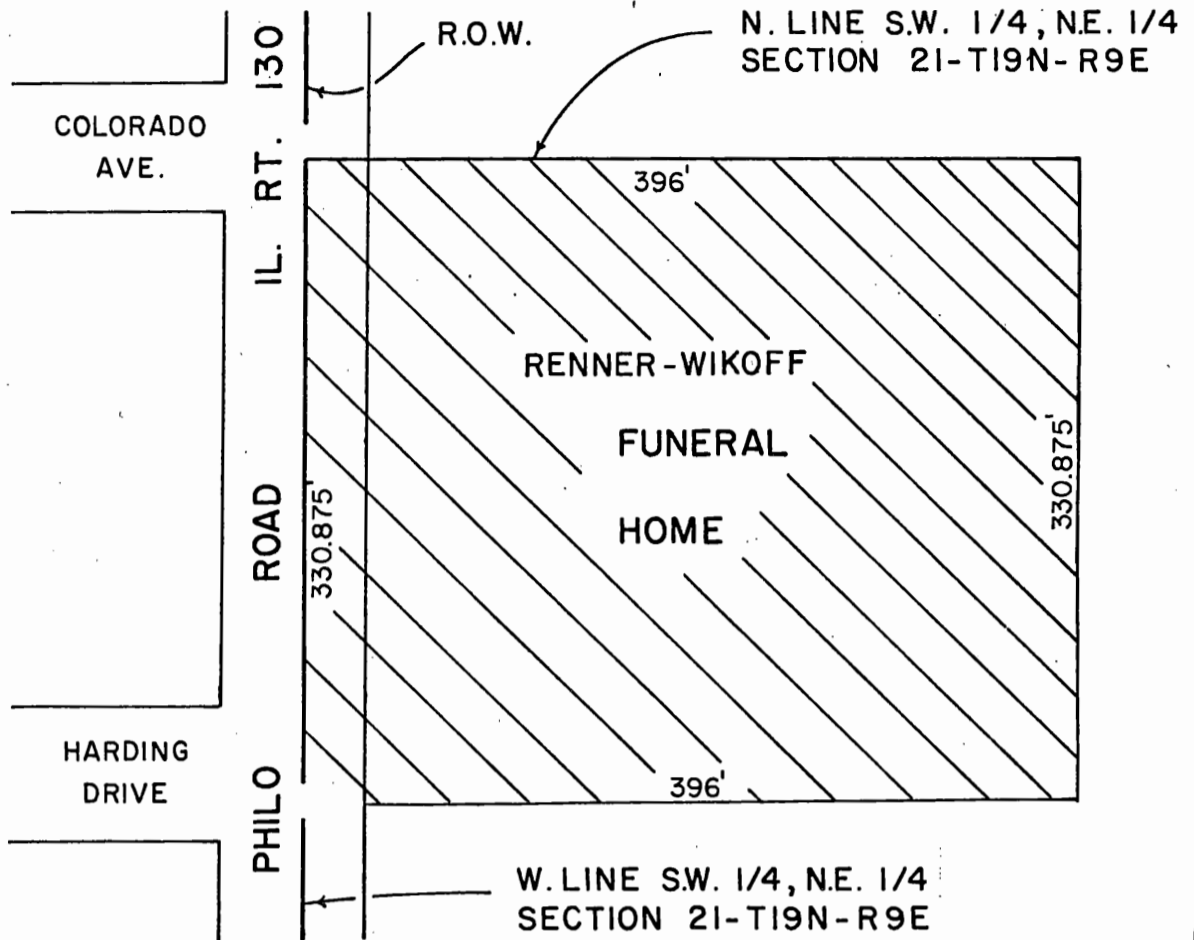 R.O.W.
N. LINE S.W. 1/4, N.E. 1/4
SECTION 21-T19N-R9E
COLORADO
AVE.
IL. RT. 130
396'
RENNER-WIKOFF
FUNERAL
HOME
330.875'
330.875'
PHILO ROAD
HARDING
DRIVE
396'
W. LINE S.W. 1/4, N.E. 1/4
SECTION 21-T19N-R9E